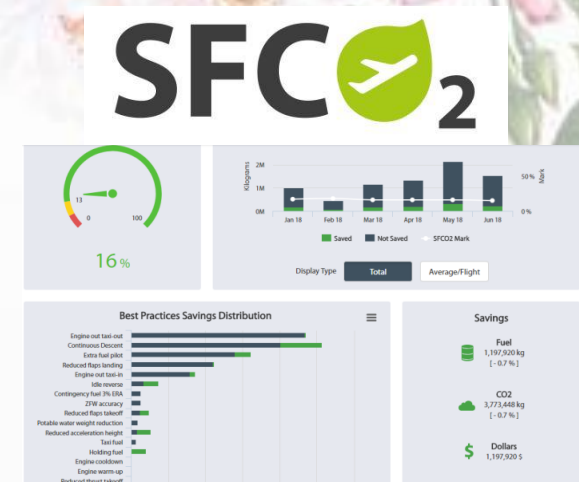 SFCO2
Kilograms
2M
1M
0M
50 %
0 %
Mark
Jan 18 Feb 18 Mar 18 Apr 18 May 18 Jun 18
Saved Not Saved SFCO2 Mark
Display Type Total Average/Flight
13
0 100
16 %
Best Practices Savings Distribution
Engine out taxi-out
Continuous Descent
Extra fuel pilot
Reduced flaps landing
Engine out taxi-in
Idle reverse
Contingency fuel 3% ERA
ZFW accuracy
Reduced flaps takeoff
Potable water weight reduction
Reduced acceleration height
Taxi fuel
Holding fuel
Engine cooldown
Engine warm-up
Reduced thrust takeoff
Savings
Fuel
1,197,920 kg
[ - 0.7 % ]
CO2
3,773,448 kg
[ - 0.7 % ]
$
Dollars
1,197,920 $